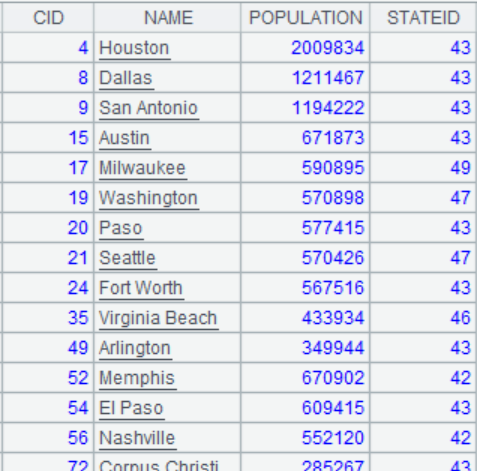 CID NAME POPULATION STATEID
4 Houston 2009834 43
8 Dallas 1211467 43
9 San Antonio 1194222 43
15 Austin 671873 43
17 Milwaukee 590895 49
19 Washington 570898 47
20 Paso 577415 43
21 Seattle 570426 47
24 Fort Worth 567516 43
35 Virginia Beach 433934 46
49 Arlington 349944 43
52 Memphis 670902 42
54 El Paso 609415 43
56 Nashville 552120 42
72 Corpus Christi 285267 43